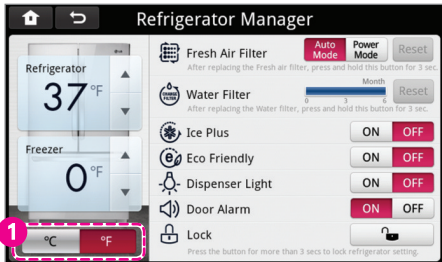 Refrigerator Manager
Refrigerator
37°F
Freezer
0°F
1
°C °F
Fresh Air Filter Auto Mode Power Mode Reset
After replacing the Fresh air filter, press and hold this button for 3 sec.
CHANGE FILTER Water Filter Month 0 3 6 Reset
After replacing the Water filter, press and hold this button for 3 sec.
Ice Plus ON OFF
Eco Friendly ON OFF
Dispenser Light ON OFF
Door Alarm ON OFF
Lock
Press the button for more than 3 secs to lock refrigerator setting.